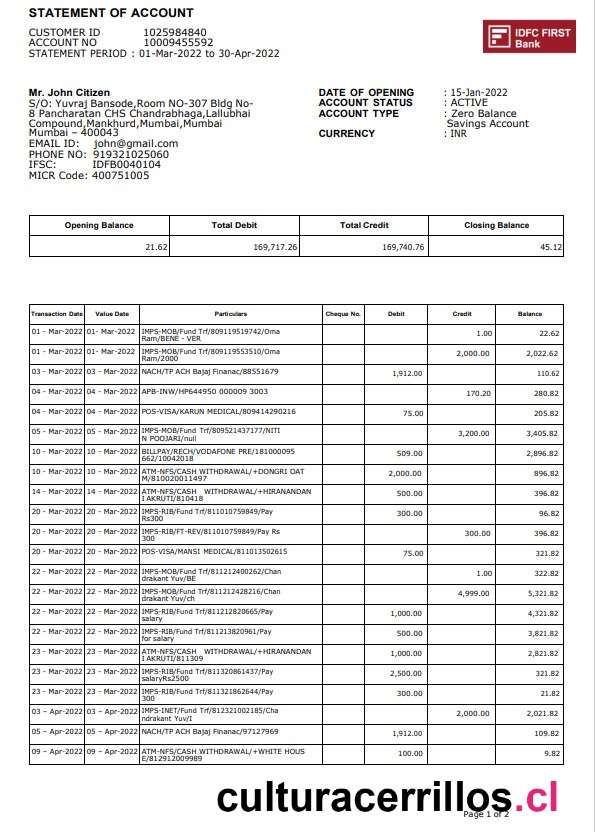 STATEMENT OF ACCOUNT
CUSTOMER ID 1025984840
ACCOUNT NO 10009455592
STATEMENT PERIOD : 01-Mar-2022 to 30-Apr-2022
IDFC FIRST
Bank
Mr. John Citizen
S/O: Yuvraj Bansode,Room NO-307 Bldg No-
8 Pancharatan CHS Chandrabhaga,Lallubhai
Compound,Mankhurd,Mumbai,Mumbai
Mumbai – 400043
EMAIL ID: john@gmail.com
PHONE NO: 919321025060
IFSC: IDFB0040104
MICR Code: 400751005
DATE OF OPENING : 15-Jan-2022
ACCOUNT STATUS : ACTIVE
ACCOUNT TYPE : Zero Balance
Savings Account
CURRENCY : INR
Opening Balance Total Debit Total Credit Closing Balance
21.62 169,717.26 169,740.76 45.12
Transaction Date Value Date Particulars Cheque No. Debit Credit Balance
01 - Mar-2022 01- Mar-2022 IMPS-MOB/Fund Trf/809119519742/Oma 1.00 22.62
Ram/BENE - VER
01 - Mar-2022 01- Mar-2022 IMPS-MOB/Fund Trf/809119553510/Oma 2,000.00 2,022.62
Ram/2000
03 - Mar-2022 03 - Mar-2022 NACH/TP ACH Bajaj Finanac/88551679 1,912.00 110.62
04 - Mar-2022 04 - Mar-2022 APB-INW/HP644950 000009 3003 170.20 280.82
04 - Mar-2022 04 - Mar-2022 POS-VISA/KARUN MEDICAL/809414290216 75.00 205.82
05 - Mar-2022 05 - Mar-2022 IMPS-MOB/Fund Trf/809521437177/NITI 3,200.00 3,405.82
N POOJARI/null
10 - Mar-2022 10 - Mar-2022 BILLPAY/RECH/VODAFONE PRE/181000095 509.00 2,896.82
662/10042018
10 - Mar-2022 10 - Mar-2022 ATM-NFS/CASH WITHDRAWAL/+DONGRI OAT 2,000.00 896.82
M/810020011497
14 - Mar-2022 14 - Mar-2022 ATM-NFS/CASH WITHDRAWAL/+HIRANANDAN 500.00 396.82
I AKRUTI/810418
20 - Mar-2022 20 - Mar-2022 IMPS-RIB/Fund Trf/811010759849/Pay 300.00 96.82
Rs300
20 - Mar-2022 20 - Mar-2022 IMPS-RIB/FT-REV/811010759849/Pay Rs 300.00 396.82
300
20 - Mar-2022 20 - Mar-2022 POS-VISA/MANSI MEDICAL/811013502615 75.00 321.82
22 - Mar-2022 22 - Mar-2022 IMPS-MOB/Fund Trf/811212400262/Chan 1.00 322.82
drakant Yuv/BE
22 - Mar-2022 22 - Mar-2022 IMPS-MOB/Fund Trf/811212428216/Chan 4,999.00 5,321.82
drakant Yuv/ch
22 - Mar-2022 22 - Mar-2022 IMPS-RIB/Fund Trf/811212820665/Pay 1,000.00 4,321.82
salary
22 - Mar-2022 22 - Mar-2022 IMPS-RIB/Fund Trf/811213820961/Pay 500.00 3,821.82
for salary
23 - Mar-2022 23 - Mar-2022 ATM-NFS/CASH WITHDRAWAL/+HIRANANDAN 1,000.00 2,821.82
I AKRUTI/811309
23 - Mar-2022 23 - Mar-2022 IMPS-RIB/Fund Trf/811320861437/Pay 2,500.00 321.82
salaryRs2500
23 - Mar-2022 23 - Mar-2022 IMPS-RIB/Fund Trf/811321862644/Pay 300.00 21.82
300
03 – Apr-2022 03 – Apr-2022 IMPS-INET/Fund Trf/812321002185/Cha 2,000.00 2,021.82
ndrakant Yuv/I
05 – Apr-2022 05 – Apr-2022 NACH/TP ACH Bajaj Finanac/97127969 1,912.00 109.82
09 – Apr-2022 09 – Apr-2022 ATM-NFS/CASH WITHDRAWAL/+WHITE HOUS 100.00 9.82
E/812912009989
culturacerrillos.cl
Page 1 of 2